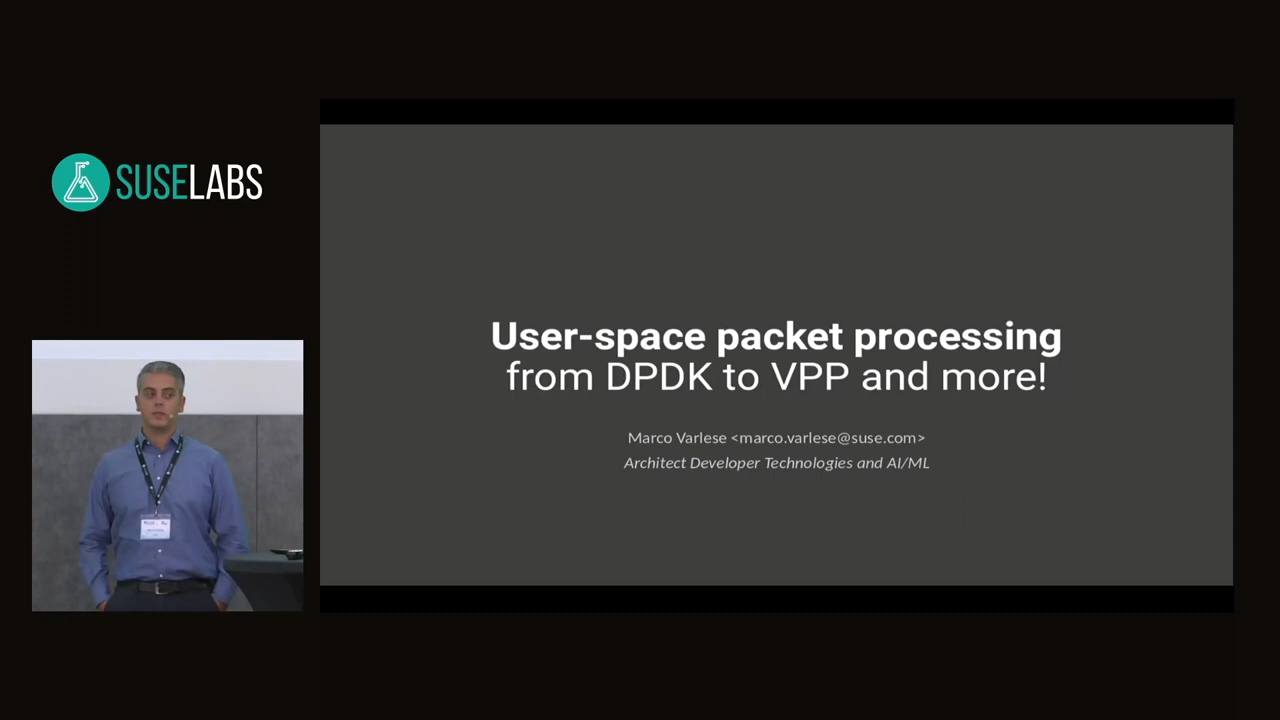 SUSELABS
User-space packet processing
from DPDK to VPP and more!
Marco Varlese <marco.varlese@suse.com>
Architect Developer Technologies and AI/ML